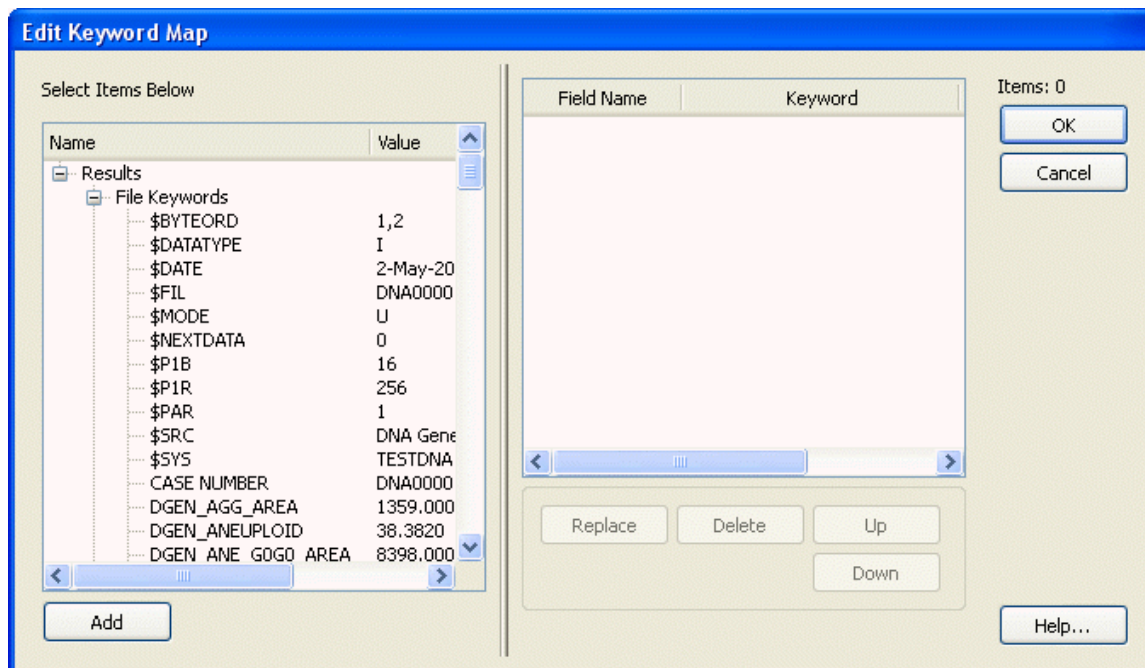 Edit Keyword Map
Select Items Below
Name Value
Results
File Keywords
$BYTEORD 1,2
$DATATYPE I
$DATE 2-May-20
$FIL DNA0000
$MODE U
$NEXTDATA 0
$P1B 16
$P1R 256
$PAR 1
$SRC DNA Gene
$SYS TESTDNA
CASE NUMBER DNA0000
DGEN_AGG_AREA 1359.000
DGEN_ANEUPLOID 38.3820
DGEN_ANE_G0G0_AREA 8398.000
Add
Field Name Keyword
Replace Delete Up
Down
Items: 0
OK
Cancel
Help...